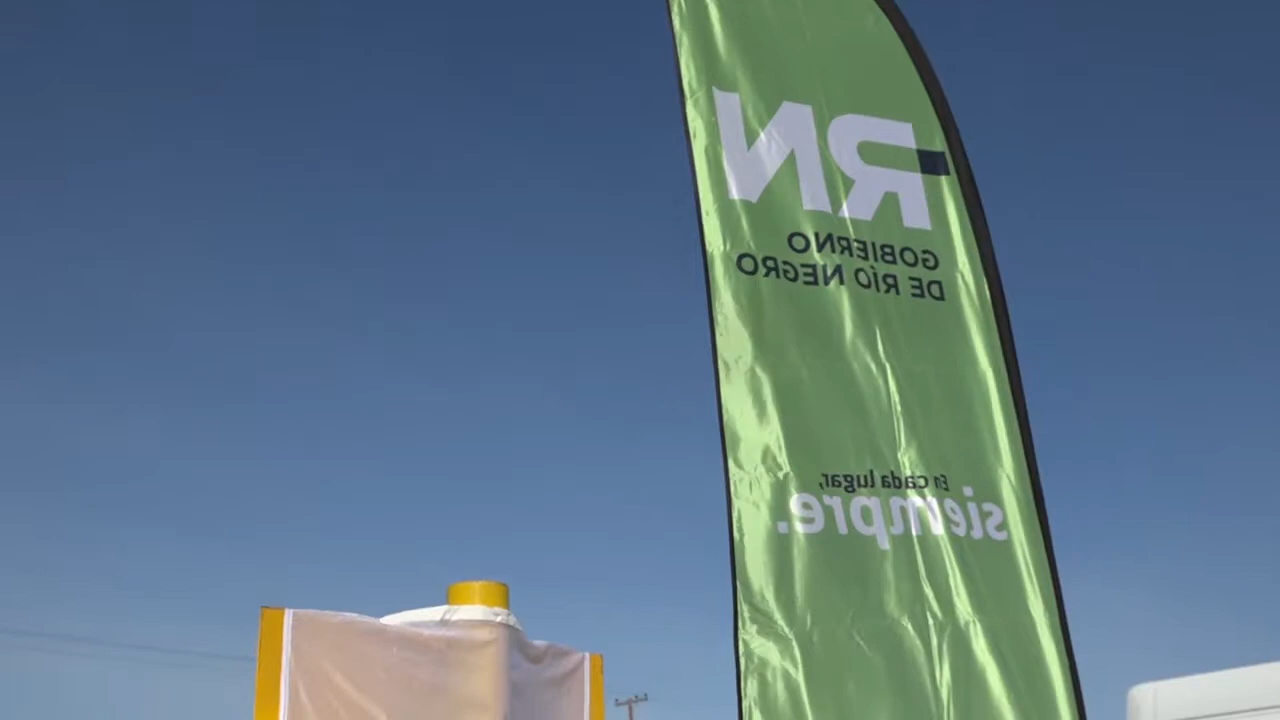 RN
GOBIERNO
DE RÍO NEGRO
En cada lugar,
siempre.